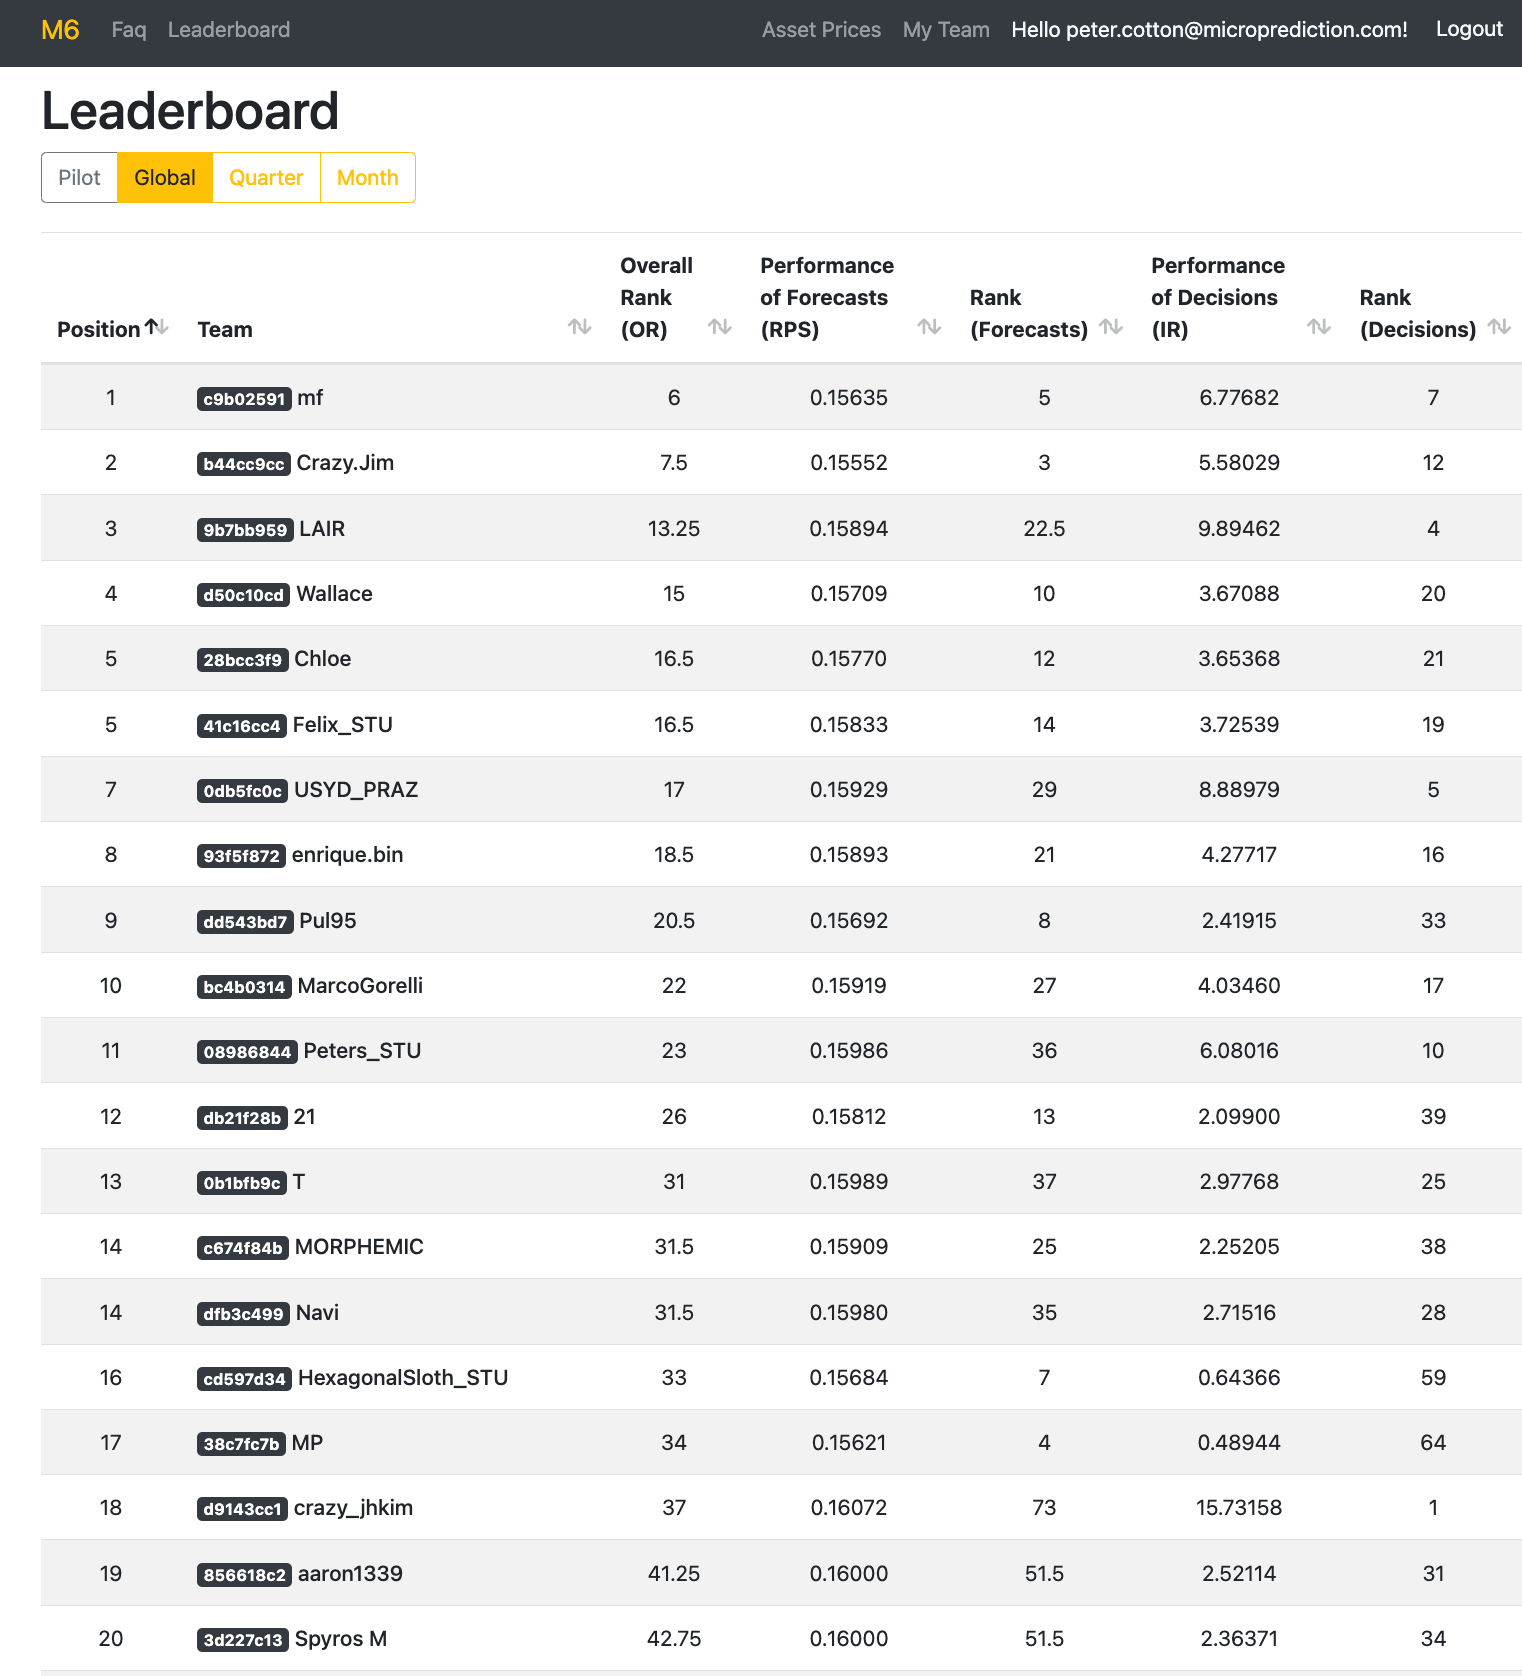 M6 Faq Leaderboard Asset Prices My Team Hello peter.cotton@microprediction.com! Logout
Leaderboard
Pilot Global Quarter Month
Position Team Overall Rank (OR) Performance of Forecasts (RPS) Rank (Forecasts) Performance of Decisions (IR) Rank (Decisions)
1 c9b02591 mf 6 0.15635 5 6.77682 7
2 b44cc9cc Crazy.Jim 7.5 0.15552 3 5.58029 12
3 9b7bb959 LAIR 13.25 0.15894 22.5 9.89462 4
4 d50c10cd Wallace 15 0.15709 10 3.67088 20
5 28bcc3f9 Chloe 16.5 0.15770 12 3.65368 21
5 41c16cc4 Felix_STU 16.5 0.15833 14 3.72539 19
7 0db5fc0c USYD_PRAZ 17 0.15929 29 8.88979 5
8 93f5f872 enrique.bin 18.5 0.15893 21 4.27717 16
9 dd543bd7 Pul95 20.5 0.15692 8 2.41915 33
10 bc4b0314 MarcoGorelli 22 0.15919 27 4.03460 17
11 08986844 Peters_STU 23 0.15986 36 6.08016 10
12 db21f28b 21 26 0.15812 13 2.09900 39
13 0b1bfb9c T 31 0.15989 37 2.97768 25
14 c674f84b MORPHEMIC 31.5 0.15909 25 2.25205 38
14 dfb3c499 Navi 31.5 0.15980 35 2.71516 28
16 cd597d34 HexagonalSloth_STU 33 0.15684 7 0.64366 59
17 38c7fc7b MP 34 0.15621 4 0.48944 64
18 d9143cc1 crazy_jhkim 37 0.16072 73 15.73158 1
19 856618c2 aaron1339 41.25 0.16000 51.5 2.52114 31
20 3d227c13 Spyros M 42.75 0.16000 51.5 2.36371 34